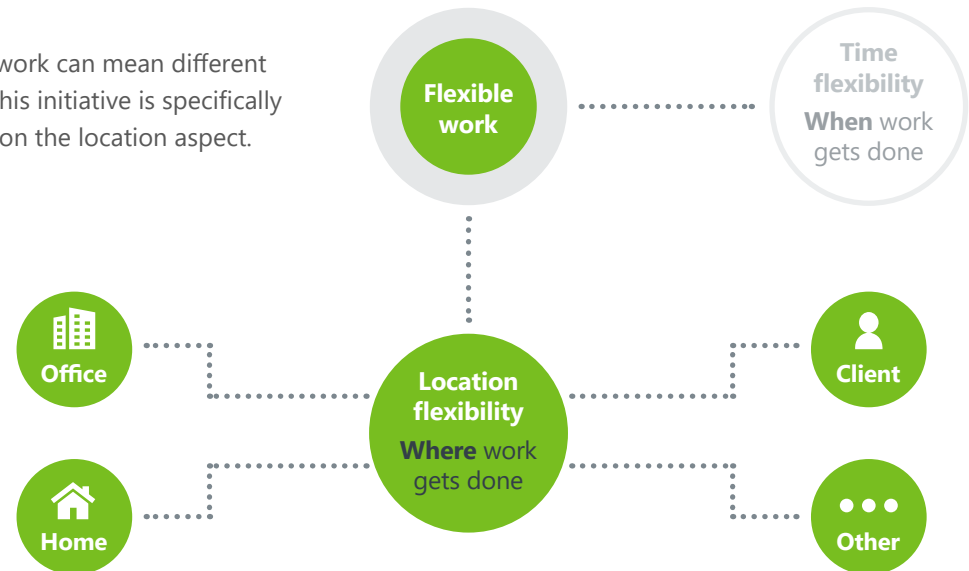 work can mean different
his initiative is specifically
on the location aspect.
Flexible
work
Time
flexibility
When work
gets done
Office
Location
flexibility
Where work
gets done
Client
Home
Other